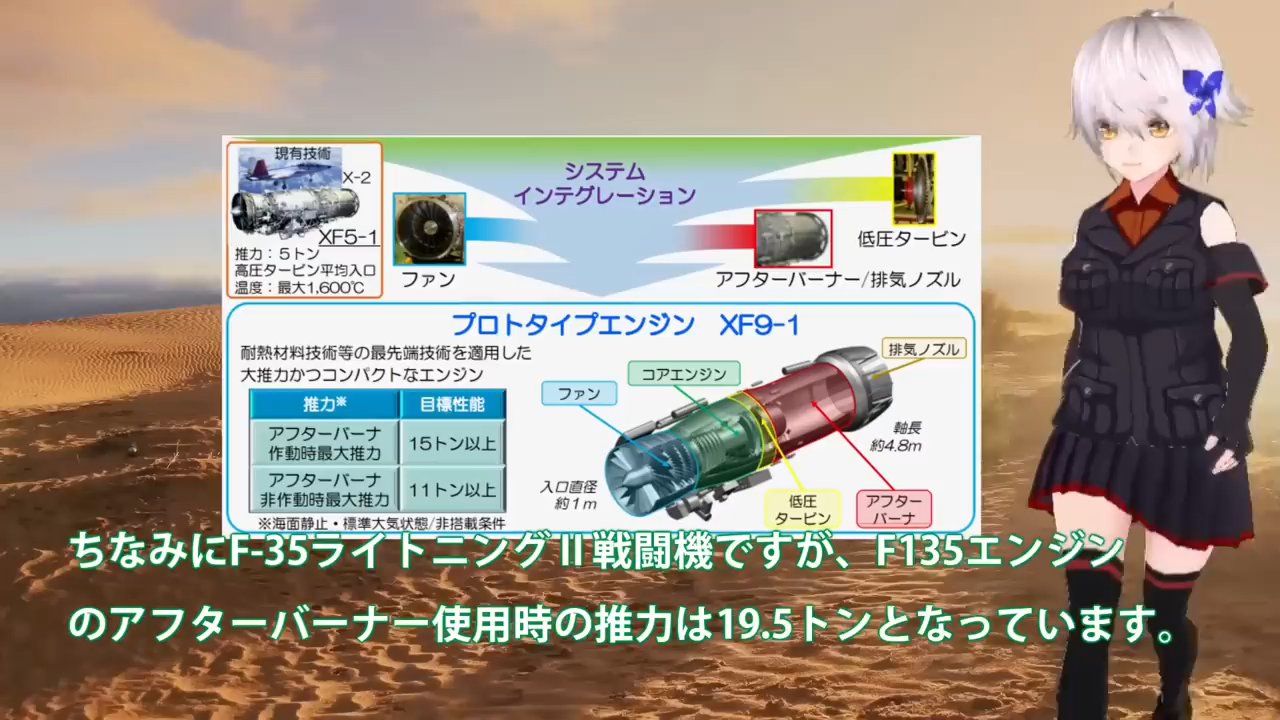 現有技術
X-2
XF5-1
推力：５トン
高圧タービン平均入口
温度：最大1,600℃
システム
インテグレーション
ファン
低圧タービン
アフターバーナー/排気ノズル
プロトタイプエンジン　XF9-1
耐熱材料技術等の最先端技術を適用した
大推力かつコンパクトなエンジン
推力※
目標性能
アフターバーナ
作動時最大推力
15トン以上
アフターバーナ
非作動時最大推力
11トン以上
※海面静止・標準大気状態/非搭載条件
ファン
コアエンジン
排気ノズル
軸長
約4.8m
入口直径
約１ｍ
低圧
タービン
アフター
バーナ
ちなみにF-35ライトニングⅡ戦闘機ですが、F135エンジン
のアフターバーナー使用時の推力は19.5トンとなっています。